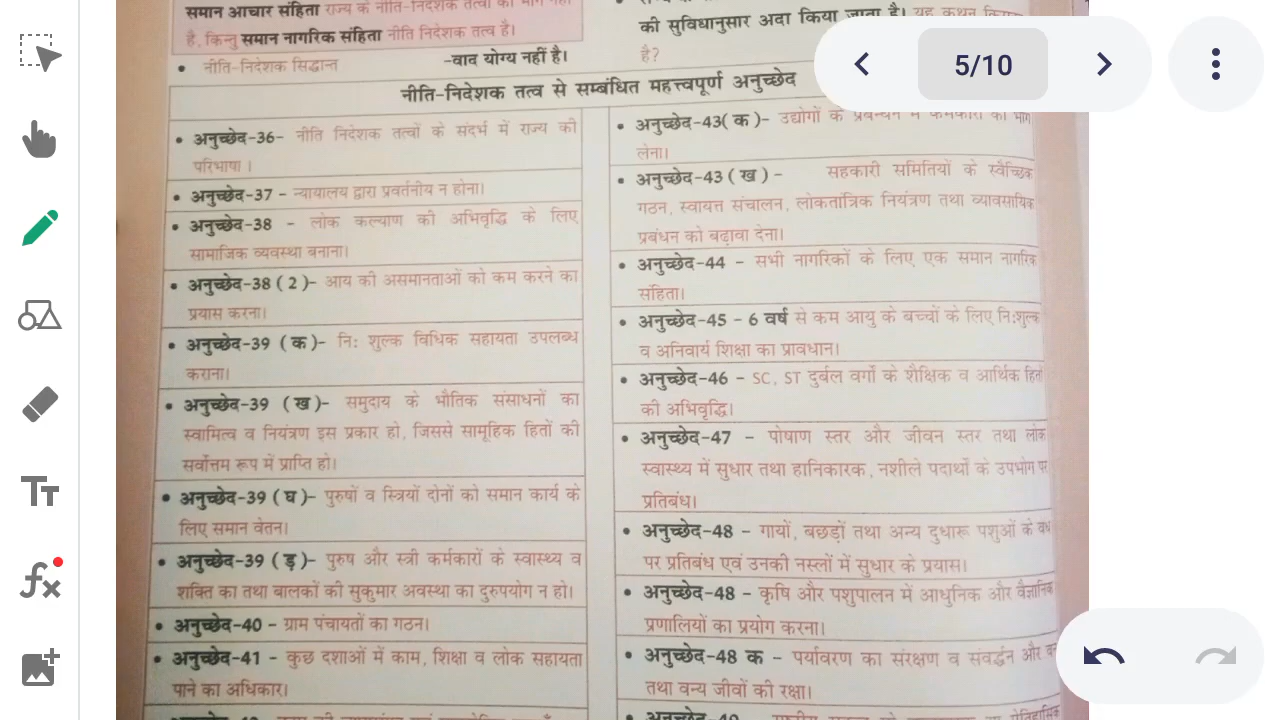 समान आचार संहिता राज्य के नीति-निदेशक तत्वों का भाग नहीं
है, किन्तु समान नागरिक संहिता नीति निदेशक तत्व है।
• नीति-निदेशक सिद्धान्त -वाद योग्य नहीं है।
की सुविधानुसार अदा किया जाता है। यह कथन
है?
नीति-निदेशक तत्व से सम्बंधित महत्त्वपूर्ण अनुच्छेद
• अनुच्छेद-36- नीति निदेशक तत्वों के संदर्भ में राज्य की
परिभाषा ।
• अनुच्छेद-37 - न्यायालय द्वारा प्रवर्तनीय न होना।
• अनुच्छेद-38 - लोक कल्याण की अभिवृद्धि के लिए
सामाजिक व्यवस्था बनाना।
• अनुच्छेद-38 ( 2 )- आय की असमानताओं को कम करने का
प्रयास करना।
• अनुच्छेद-39 ( क )- निः शुल्क विधिक सहायता उपलब्ध
कराना।
• अनुच्छेद-39 ( ख )- समुदाय के भौतिक संसाधनों का
स्वामित्व व नियंत्रण इस प्रकार हो, जिससे सामूहिक हितों की
सर्वोत्तम रूप में प्राप्ति हो।
• अनुच्छेद-39 ( घ )- पुरुषों व स्त्रियों दोनों को समान कार्य के
लिए समान वेतन।
• अनुच्छेद-39 ( ड़ )- पुरुष और स्त्री कर्मकारों के स्वास्थ्य व
शक्ति का तथा बालकों की सुकुमार अवस्था का दुरुपयोग न हो।
• अनुच्छेद-40 - ग्राम पंचायतों का गठन।
• अनुच्छेद-41 - कुछ दशाओं में काम, शिक्षा व लोक सहायता
पाने का अधिकार।
• अनुच्छेद-43( क )- उद्योगों के प्रबन्धन में कर्मकारों का भाग
लेना।
• अनुच्छेद-43 ( ख ) - सहकारी समितियों के स्वैच्छिक
गठन, स्वायत्त संचालन, लोकतांत्रिक नियंत्रण तथा व्यावसायिक
प्रबंधन को बढ़ावा देना।
• अनुच्छेद-44 - सभी नागरिकों के लिए एक समान नागरिक
संहिता।
• अनुच्छेद-45 - 6 वर्ष से कम आयु के बच्चों के लिए निःशुल्क
व अनिवार्य शिक्षा का प्रावधान।
• अनुच्छेद-46 - SC, ST दुर्बल वर्गों के शैक्षिक व आर्थिक हितों
की अभिवृद्धि।
• अनुच्छेद-47 - पोषाण स्तर और जीवन स्तर तथा लोक
स्वास्थ्य में सुधार तथा हानिकारक, नशीले पदार्थों के उपभोग पर
प्रतिबंध।
• अनुच्छेद-48 - गायों, बछड़ों तथा अन्य दुधारू पशुओं के वध
पर प्रतिबंध एवं उनकी नस्लों में सुधार के प्रयास।
• अनुच्छेद-48 - कृषि और पशुपालन में आधुनिक और वैज्ञानिक
प्रणालियों का प्रयोग करना।
• अनुच्छेद-48 क - पर्यावरण का संरक्षण व संवर्द्धन और वन
तथा वन्य जीवों की रक्षा।
5/10